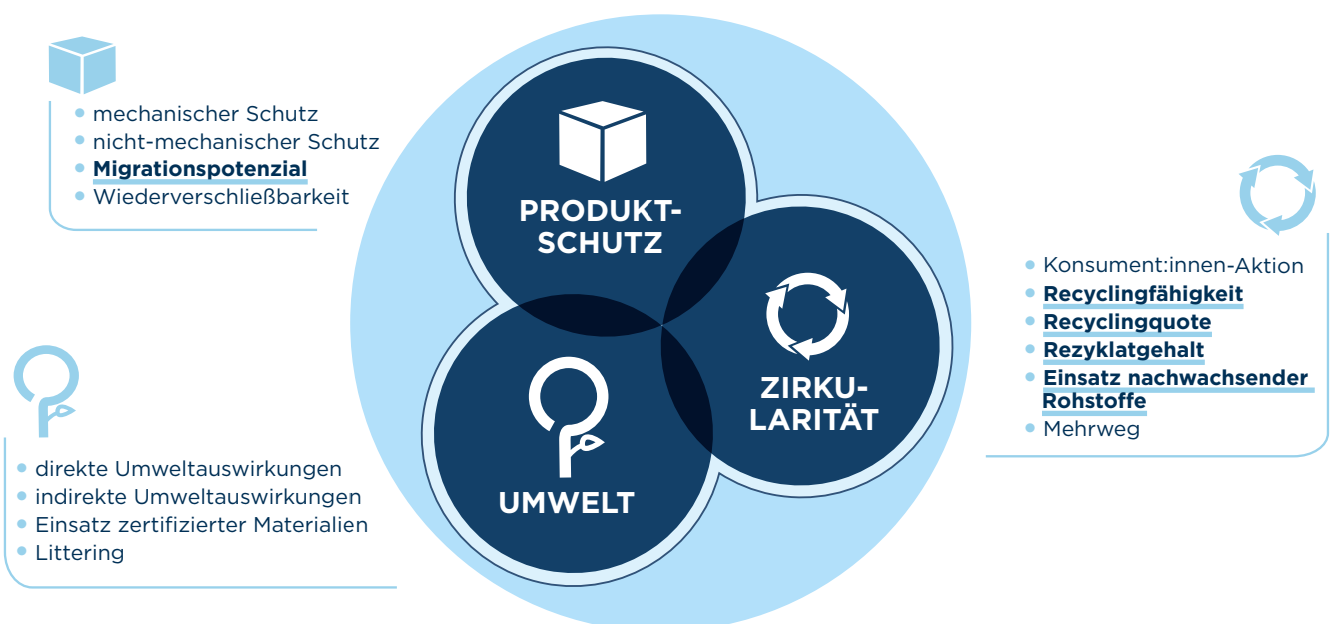 mechanischer Schutz
nicht-mechanischer Schutz
Migrationspotenzial
Wiederverschließbarkeit
PRODUKT-
SCHUTZ
Konsument:innen-Aktion
Recyclingfähigkeit
Recyclingquote
Rezyklatgehalt
Einsatz nachwachsender
Rohstoffe
Mehrweg
ZIRKU-
LARITÄT
UMWELT
direkte Umweltauswirkungen
indirekte Umweltauswirkungen
Einsatz zertifizierter Materialien
Littering